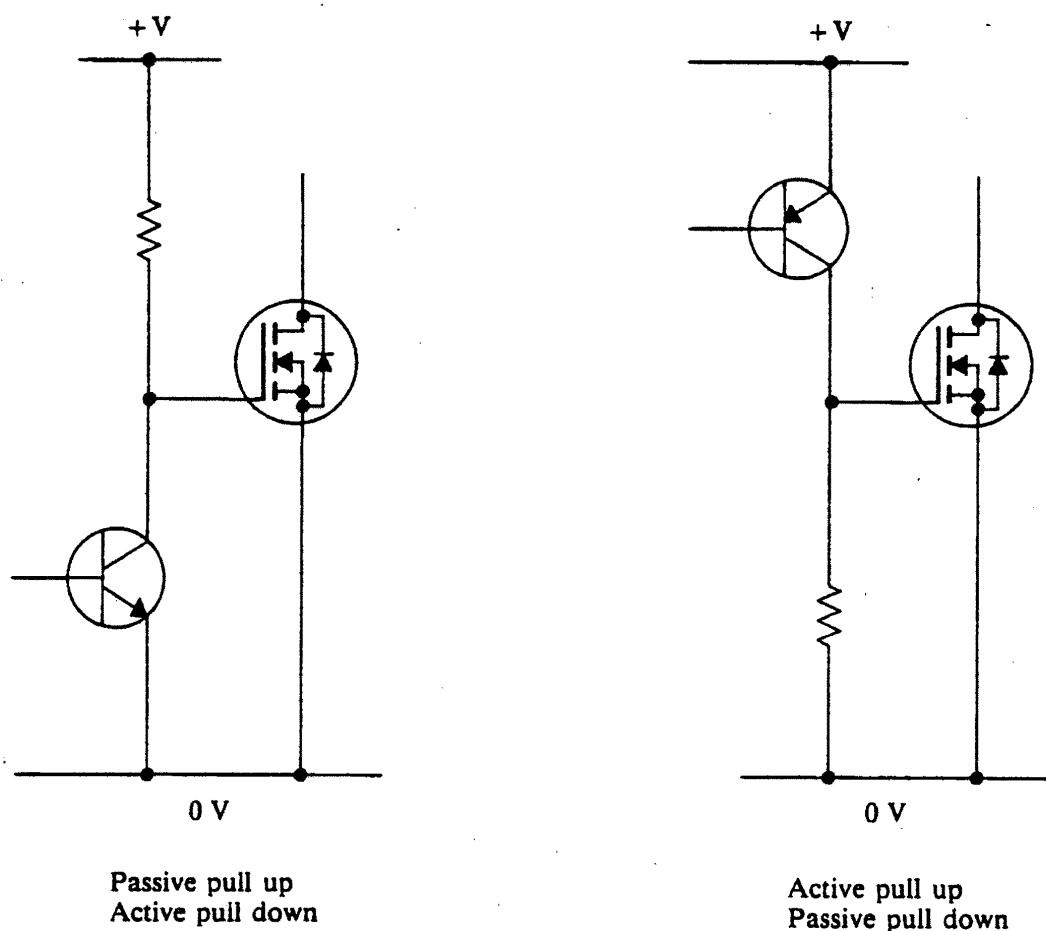 + V
0 V
Passive pull up
Active pull down
+ V
0 V
Active pull up
Passive pull down